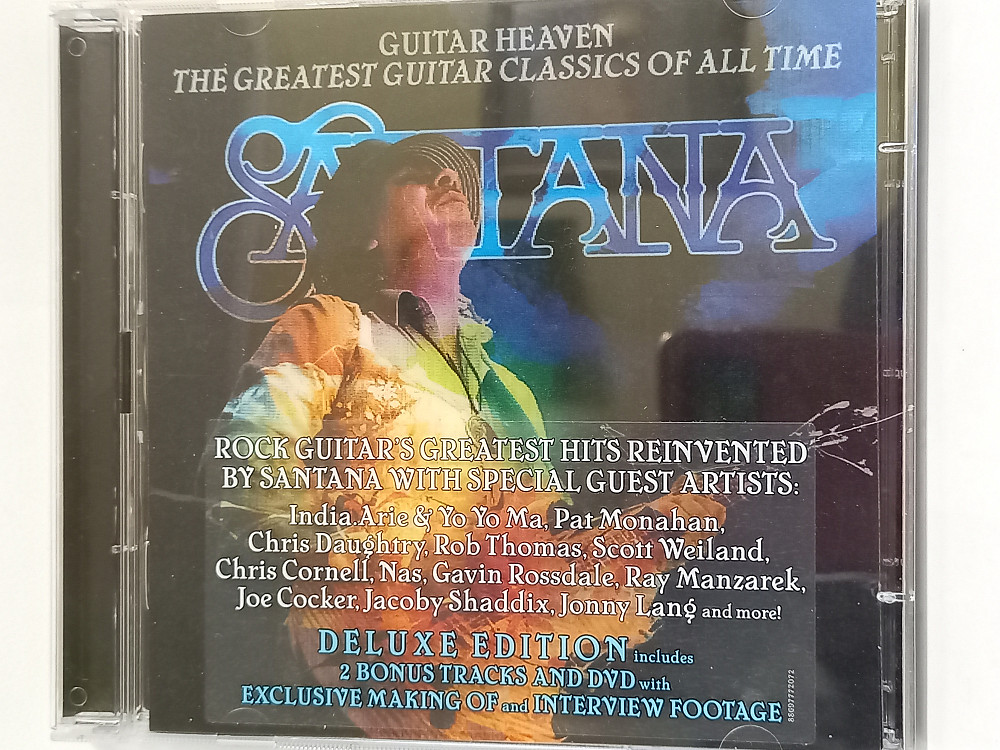 GUITAR HEAVEN
THE GREATEST GUITAR CLASSICS OF ALL TIME
SANTANA
ROCK GUITAR'S GREATEST HITS REINVENTED
BY SANTANA WITH SPECIAL GUEST ARTISTS:
India.Arie & Yo Yo Ma, Pat Monahan,
Chris Daughtry, Rob Thomas, Scott Weiland,
Chris Cornell, Nas, Gavin Rossdale, Ray Manzarek,
Joe Cocker, Jacoby Shaddix, Jonny Lang and more!
DELUXE EDITION includes
2 BONUS TRACKS AND DVD with
EXCLUSIVE MAKING OF and INTERVIEW FOOTAGE
88697772072